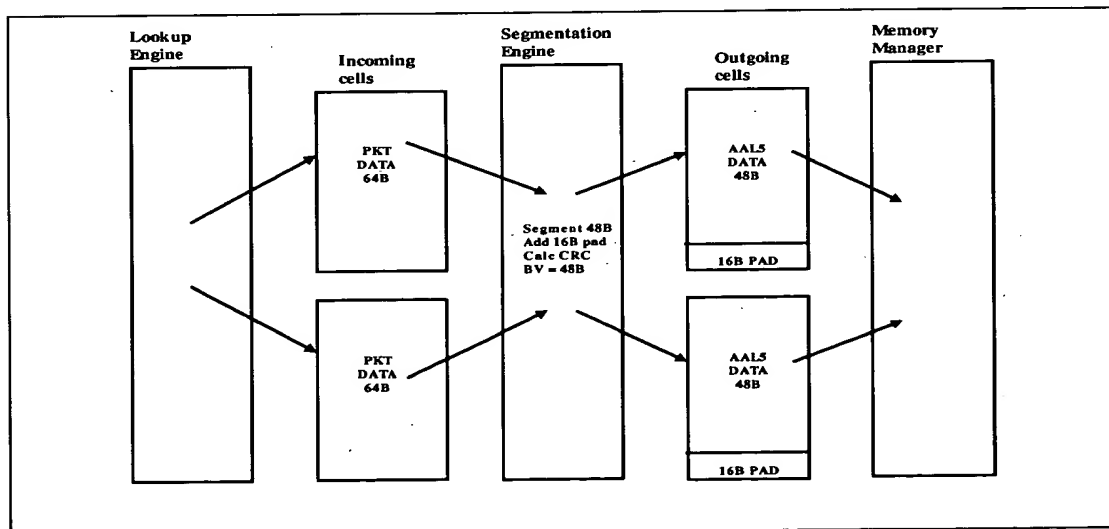 Lookup
Engine
Incoming
cells
Segmentation
Engine
Outgoing
cells
Memory
Manager
PKT
DATA
64B
PKT
DATA
64B
Segment 48B
Add 16B pad
Calc CRC
BV = 48B
AAL5
DATA
48B
16B PAD
AAL5
DATA
48B
16B PAD